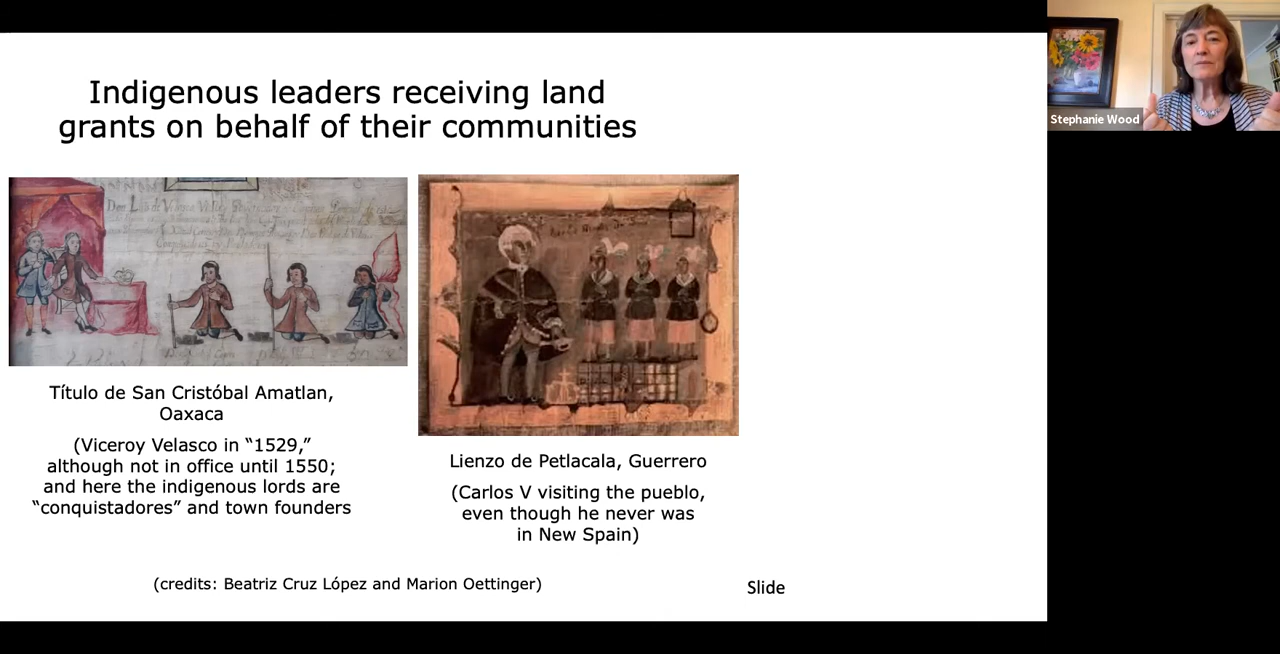 Indigenous leaders receiving land
grants on behalf of their communities
Stephanie Wood
Título de San Cristóbal Amatlan,
Oaxaca
(Viceroy Velasco in “1529,”
although not in office until 1550;
and here the indigenous lords are
“conquistadores” and town founders
Lienzo de Petlacala, Guerrero
(Carlos V visiting the pueblo,
even though he never was
in New Spain)
(credits: Beatriz Cruz López and Marion Oettinger)
Slide